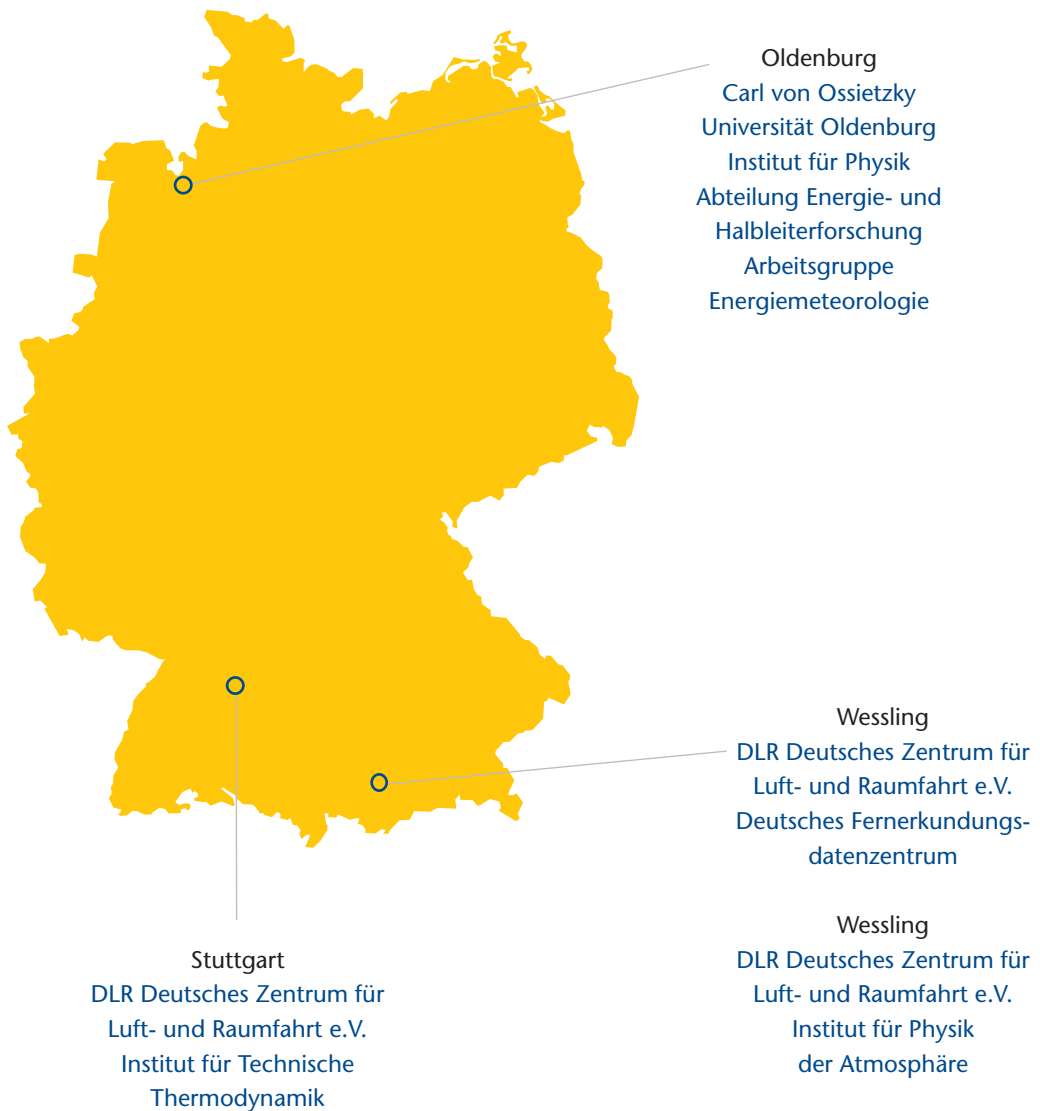 Oldenburg
Carl von Ossietzky
Universität Oldenburg
Institut für Physik
Abteilung Energie- und
Halbleiterforschung
Arbeitsgruppe
Energiemeteorologie
Wessling
DLR Deutsches Zentrum für
Luft- und Raumfahrt e.V.
Deutsches Fernerkundungs-
datenzentrum
Wessling
DLR Deutsches Zentrum für
Luft- und Raumfahrt e.V.
Institut für Physik
der Atmosphäre
Stuttgart
DLR Deutsches Zentrum für
Luft- und Raumfahrt e.V.
Institut für Technische
Thermodynamik